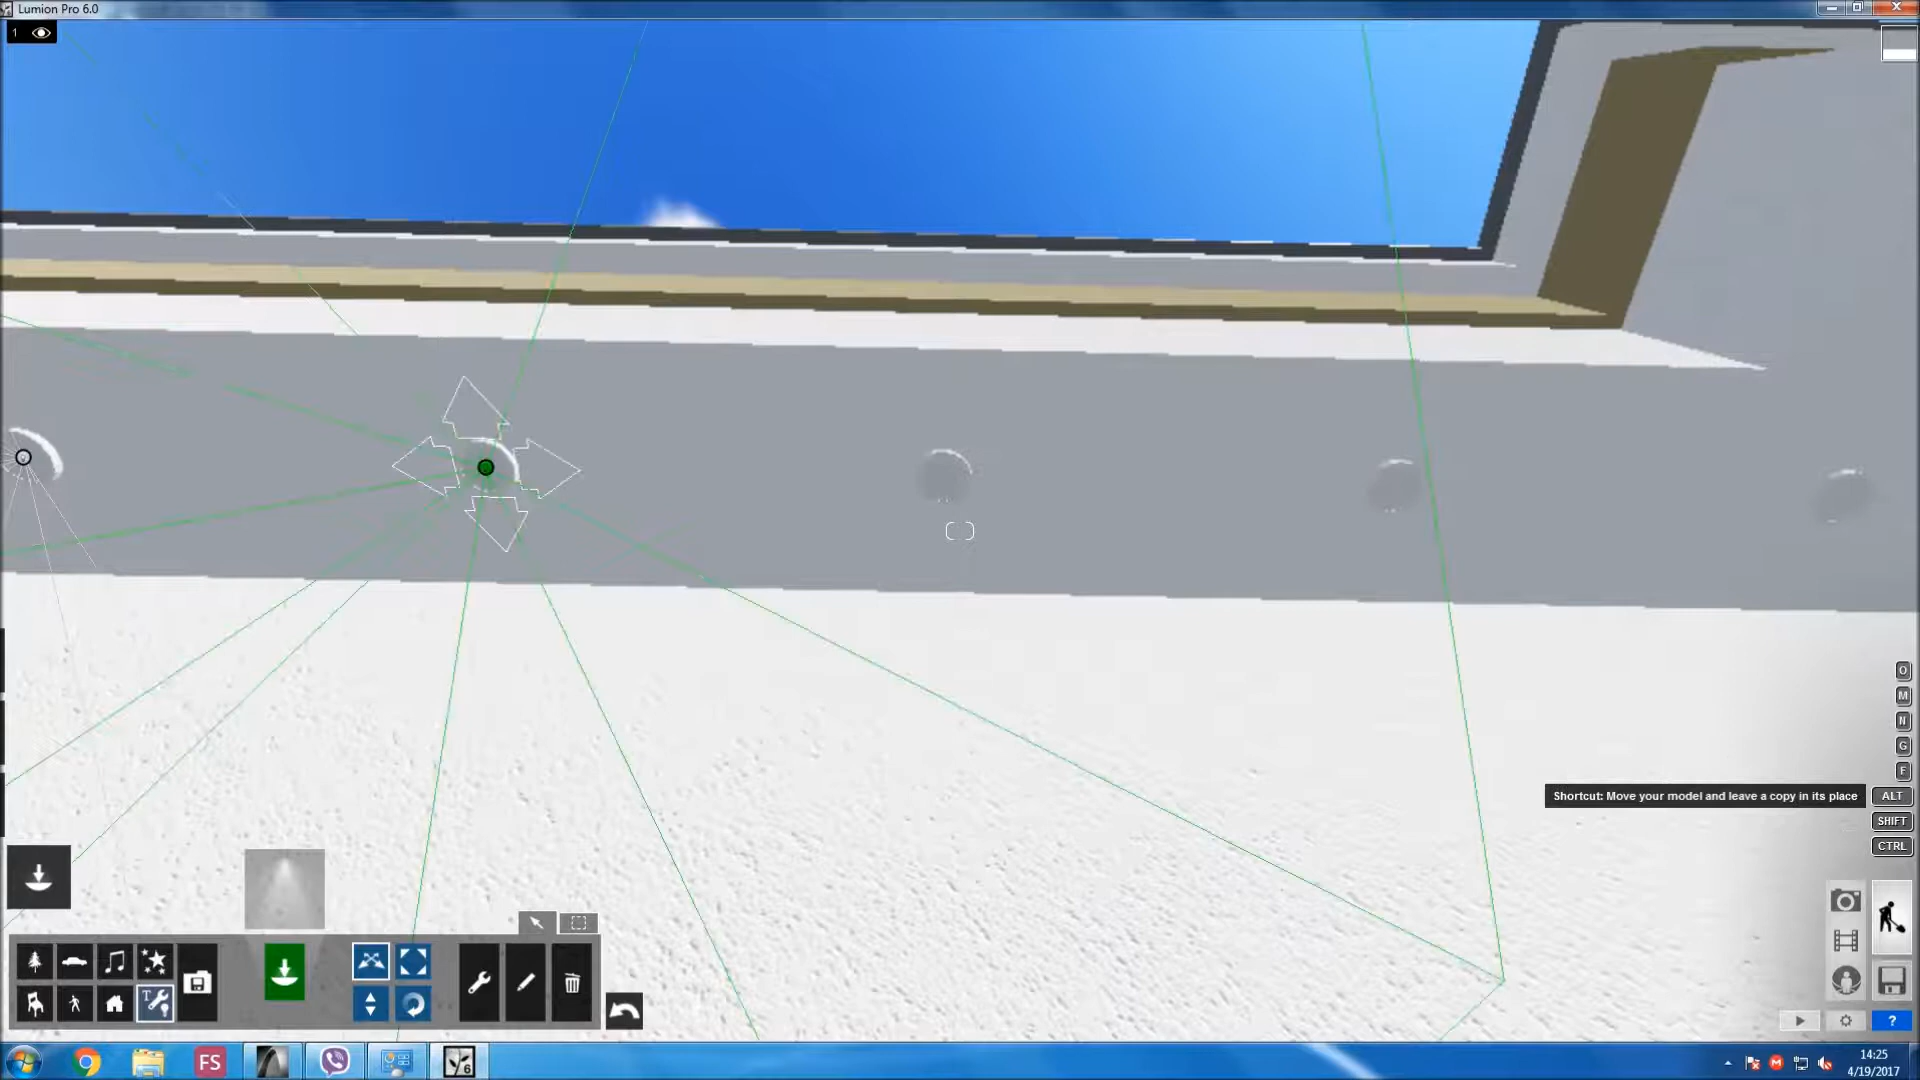 Lumion Pro 6.0
1
O
M
N
G
F
Shortcut: Move your model and leave a copy in its place
ALT
SHIFT
CTRL
T
?
FS
6
14:25
4/19/2017